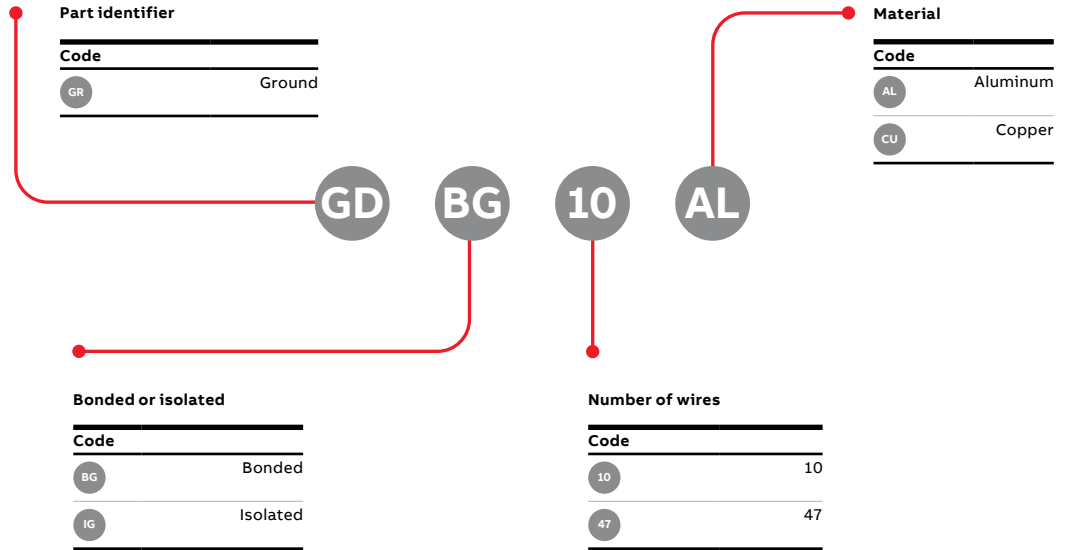 Part identifier
Code
GR Ground
Material
Code
AL Aluminum
CU Copper
GD BG 10 AL
Bonded or isolated
Code
BG Bonded
IG Isolated
Number of wires
Code
10 10
47 47